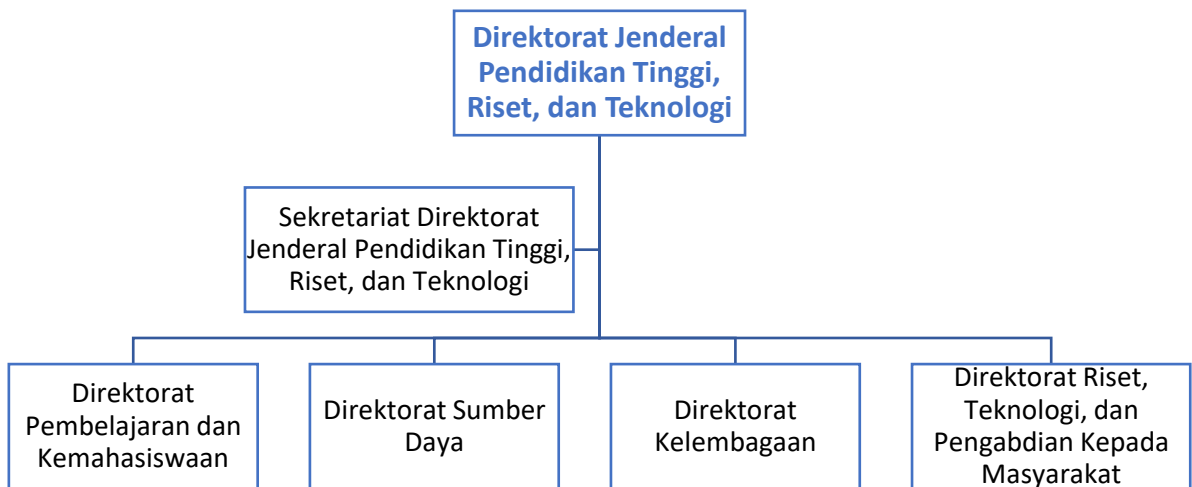 Direktorat Jenderal
Pendidikan Tinggi,
Riset, dan Teknologi
Sekretariat Direktorat
Jenderal Pendidikan Tinggi,
Riset, dan Teknologi
Direktorat
Pembelajaran dan
Kemahasiswaan
Direktorat Sumber
Daya
Direktorat
Kelembagaan
Direktorat Riset,
Teknologi, dan
Pengabdian Kepada
Masyarakat